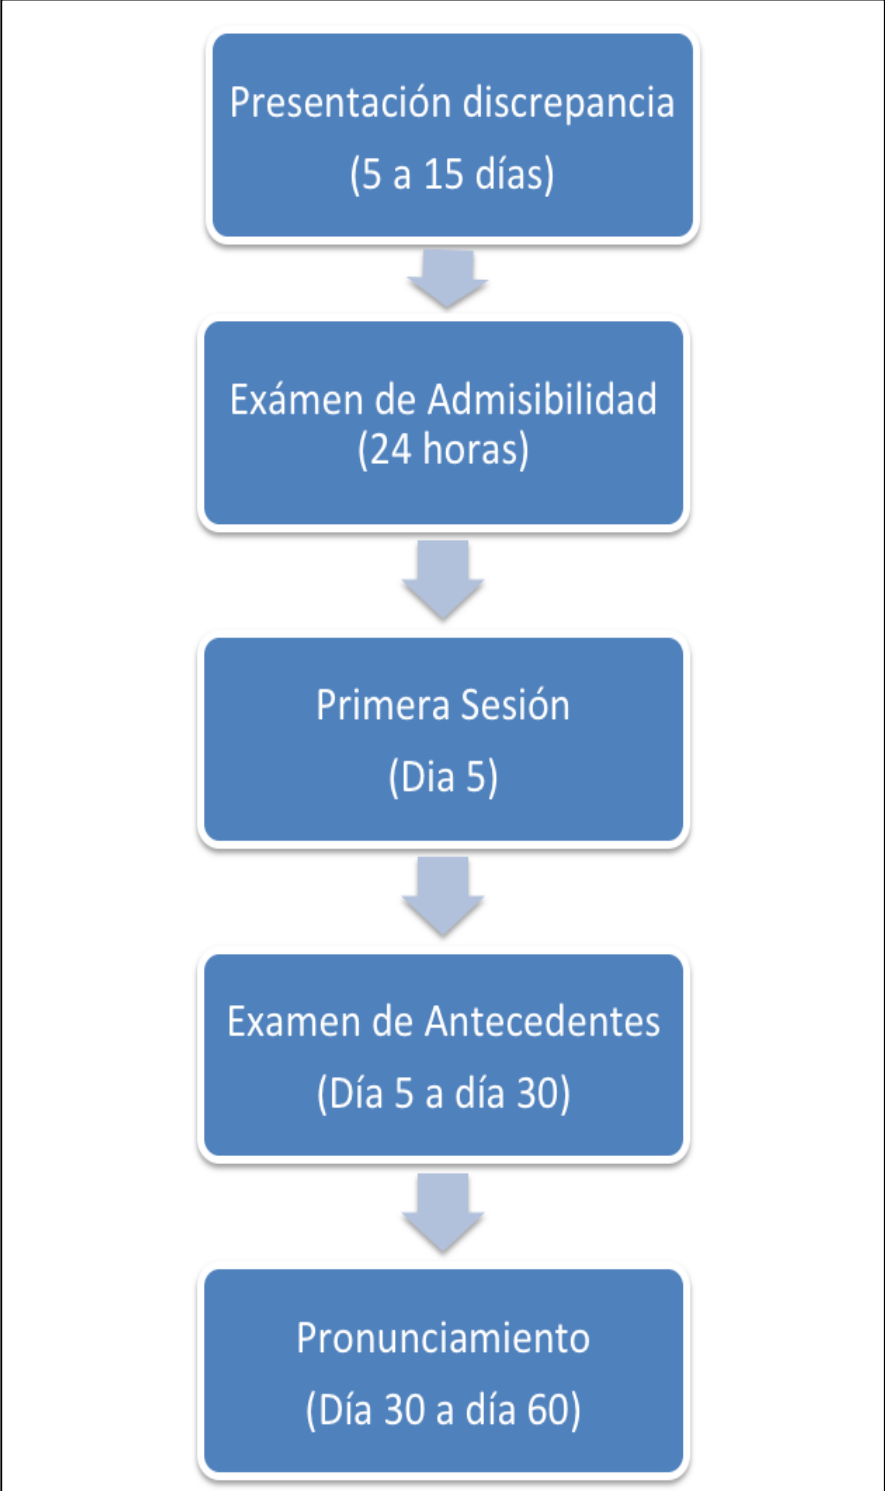 Presentación discrepancia
(5 a 15 días)
Exámen de Admisibilidad
(24 horas)
Primera Sesión
(Dia 5)
Examen de Antecedentes
(Día 5 a día 30)
Pronunciamiento
(Día 30 a día 60)